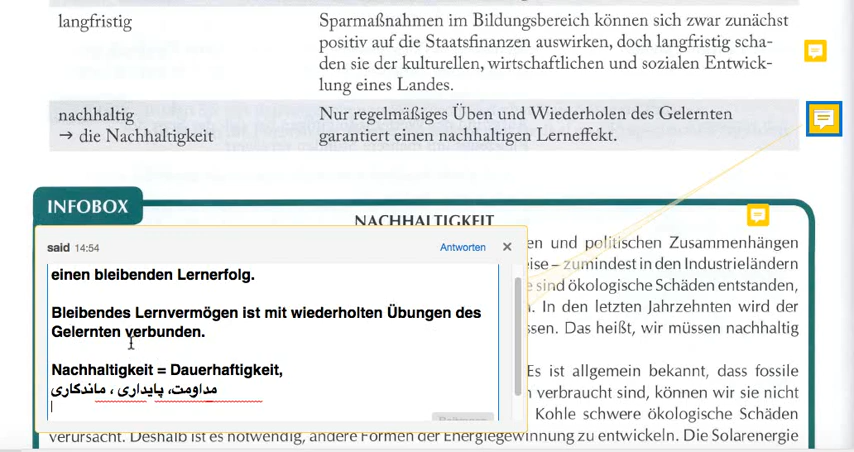 langfristig
Sparmaßnahmen im Bildungsbereich können sich zwar zunächst
positiv auf die Staatsfinanzen auswirken, doch langfristig scha-
den sie der kulturellen, wirtschaftlichen und sozialen Entwick-
lung eines Landes.
nachhaltig
→ die Nachhaltigkeit
Nur regelmäßiges Üben und Wiederholen des Gelernten
garantiert einen nachhaltigen Lerneffekt.
INFOBOX
NACHHALTIGKEIT
said 14:54
Antworten
einen bleibenden Lernerfolg.
Bleibendes Lernvermögen ist mit wiederholten Übungen des
Gelernten verbunden.
Nachhaltigkeit = Dauerhaftigkeit,
مداومت، پایداری ، ماندکاری
en und politischen Zusammenhängen
eise – zumindest in den Industrieländern
e sind ökologische Schäden entstanden,
. In den letzten Jahrzehnten wird der
ssen. Das heißt, wir müssen nachhaltig
Es ist allgemein bekannt, dass fossile
n verbraucht sind, können wir sie nicht
Kohle schwere ökologische Schäden
verursacht. Deshalb ist es notwendig, andere Formen der Energiegewinnung zu entwickeln. Die Solarenergie